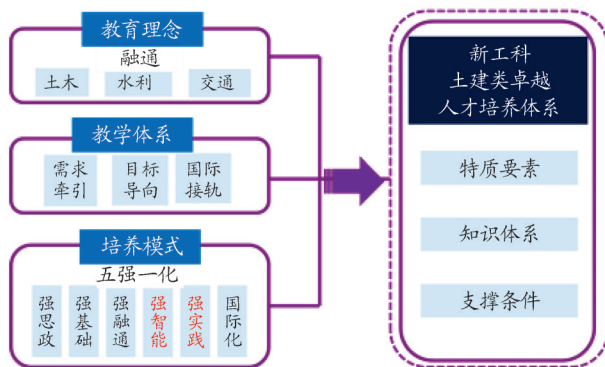 教育理念
融通
土木
水利
交通
教学体系
需求
牵引
目标
导向
国际
接轨
培养模式
五强一化
强思政
强基础
强融通
强智能
强实践
国际化
新工科
土建类卓越
人才培养体系
特质要素
知识体系
支撑条件